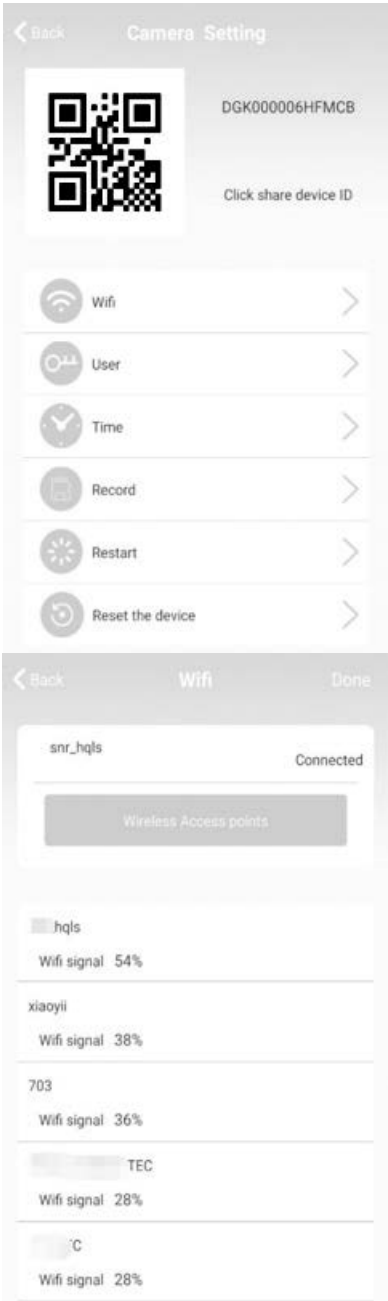 Back Camera Setting
DGK000006HFMCB
Click share device ID
Wifi
User
Time
Record
Restart
Reset the device
Back Wifi Done
snr_hqls
Connected
Wireless Access points
hqls
Wifi signal 54%
xiaoyii
Wifi signal 38%
703
Wifi signal 36%
TEC
Wifi signal 28%
C
Wifi signal 28%